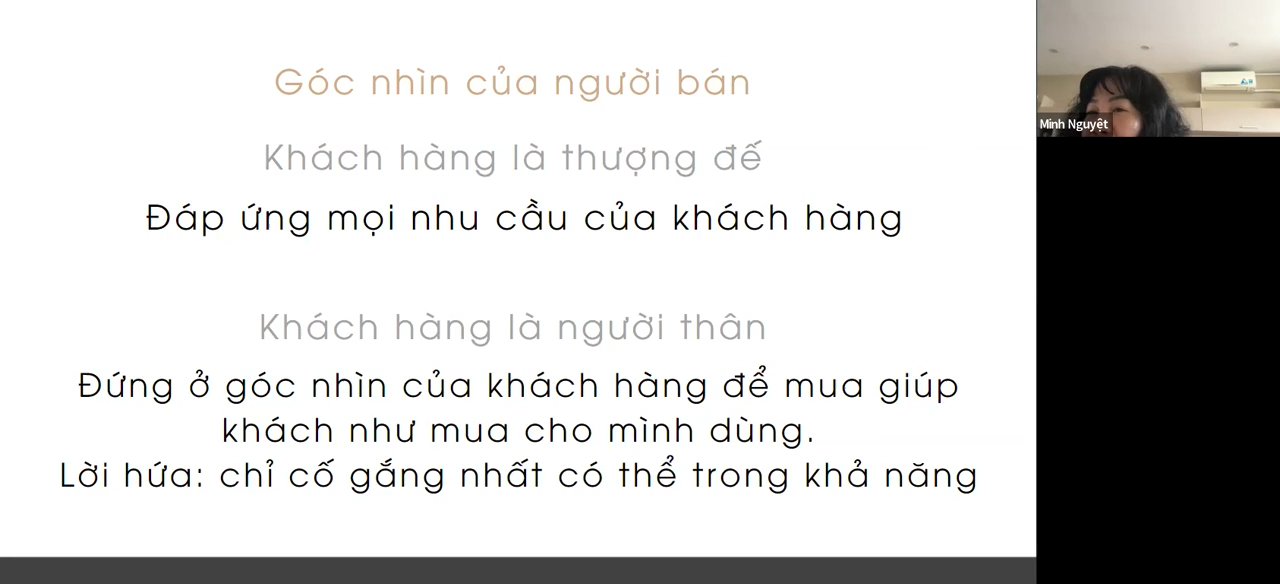 Góc nhìn của người bán
Khách hàng là thượng đế
Đáp ứng mọi nhu cầu của khách hàng
Khách hàng là người thân
Đứng ở góc nhìn của khách hàng để mua giúp
khách như mua cho mình dùng.
Lời hứa: chỉ cố gắng nhất có thể trong khả năng
Minh Nguyệt